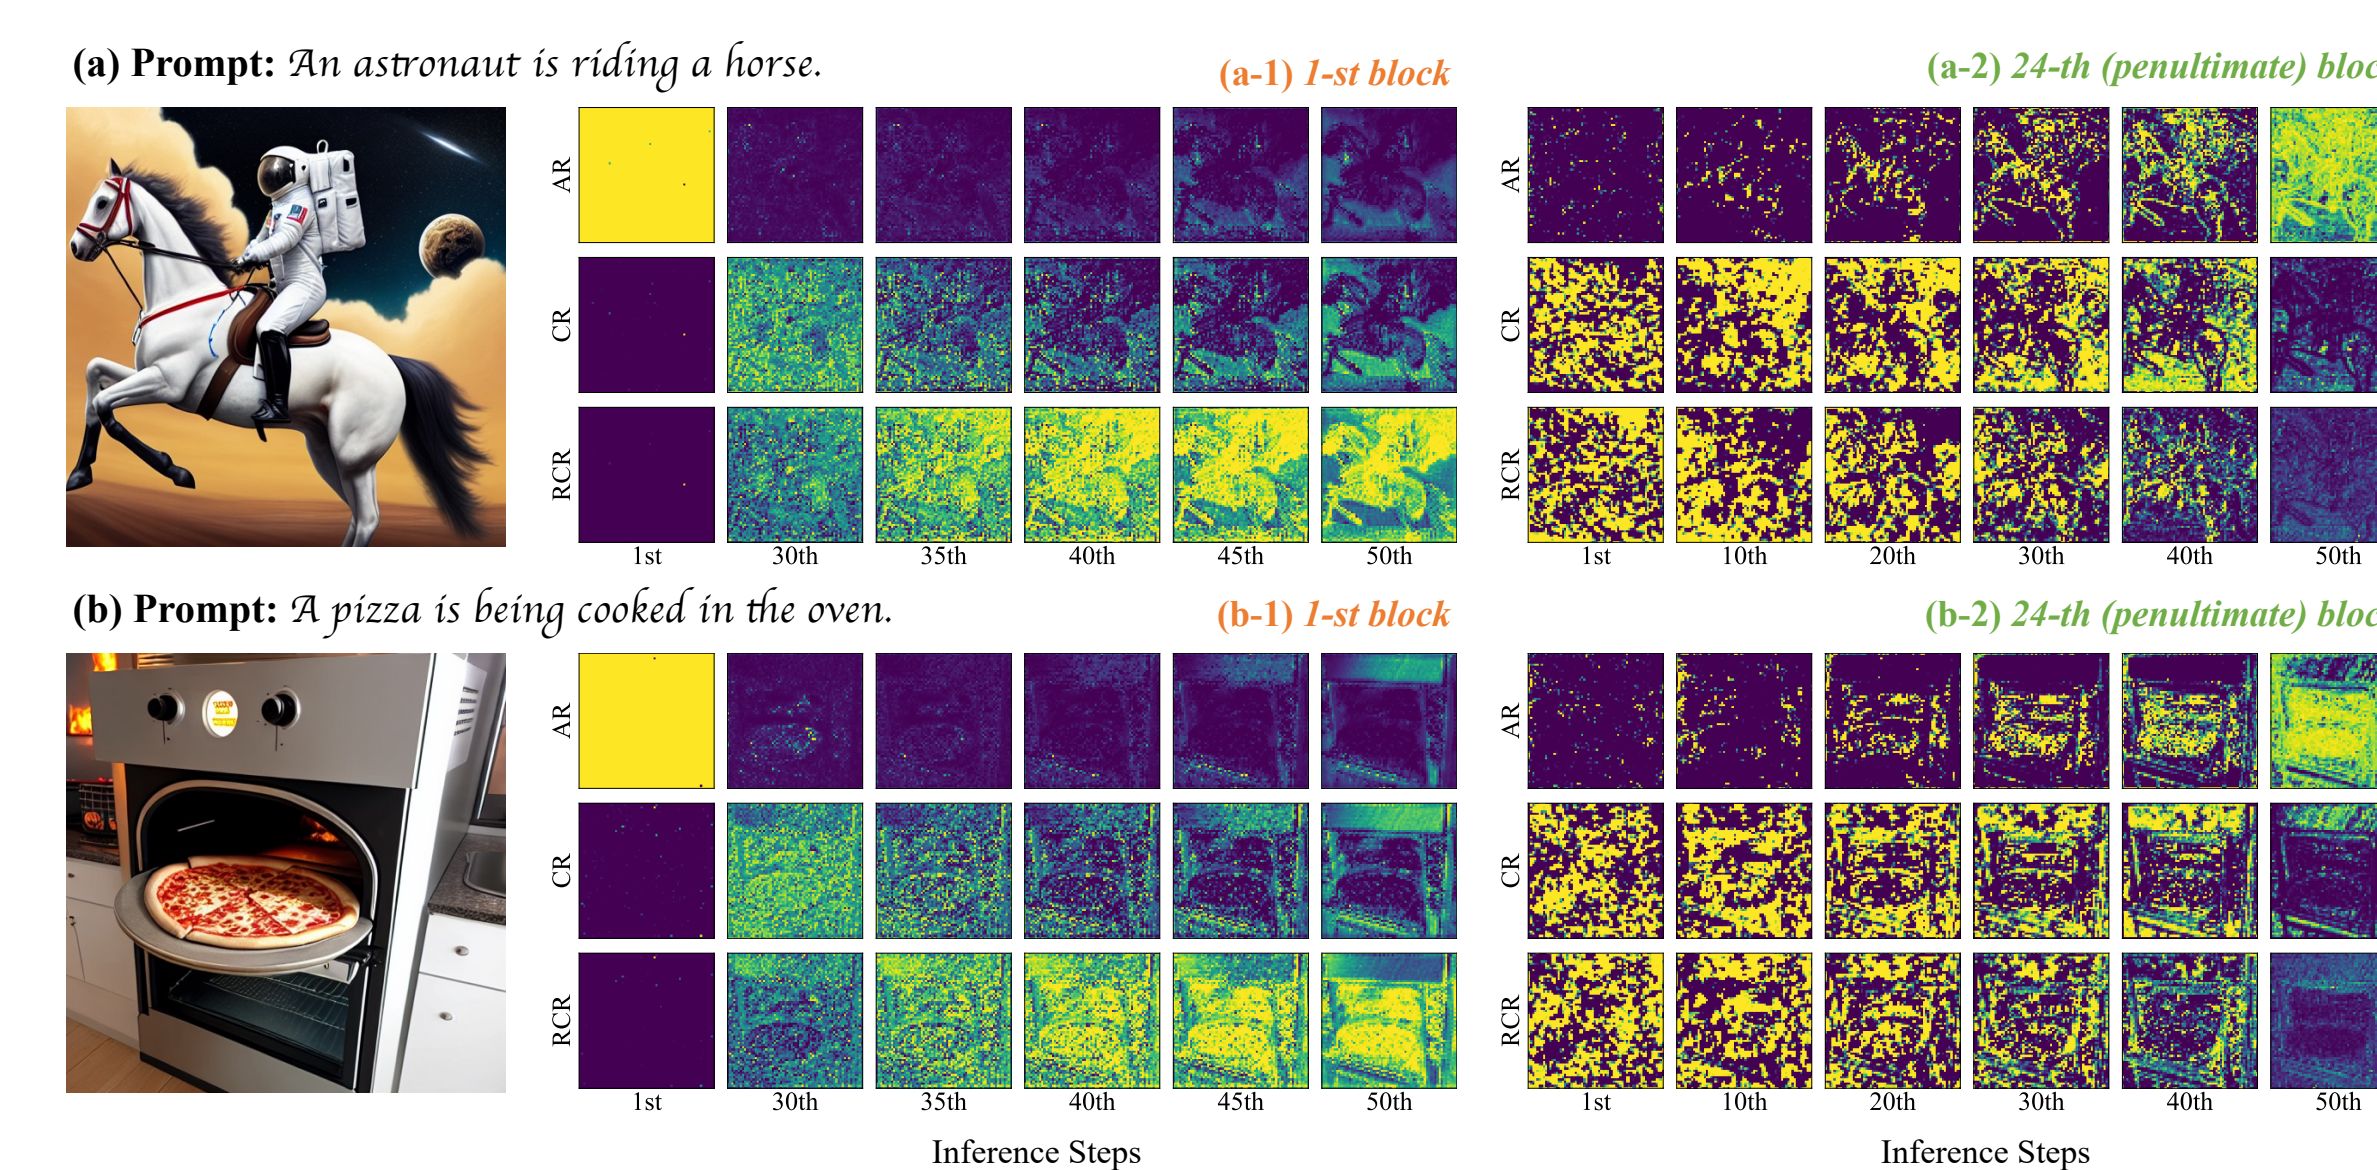 (a) Prompt: An astronaut is riding a horse.
(a-1) 1-st block
(a-2) 24-th (penultimate) bloc
AR
AR
CR
CR
RCR
RCR
1st 30th 35th 40th 45th 50th
1st 10th 20th 30th 40th 50th
(b) Prompt: A pizza is being cooked in the oven.
(b-1) 1-st block
(b-2) 24-th (penultimate) bloc
AR
AR
CR
CR
RCR
RCR
1st 30th 35th 40th 45th 50th
1st 10th 20th 30th 40th 50th
Inference Steps
Inference Steps